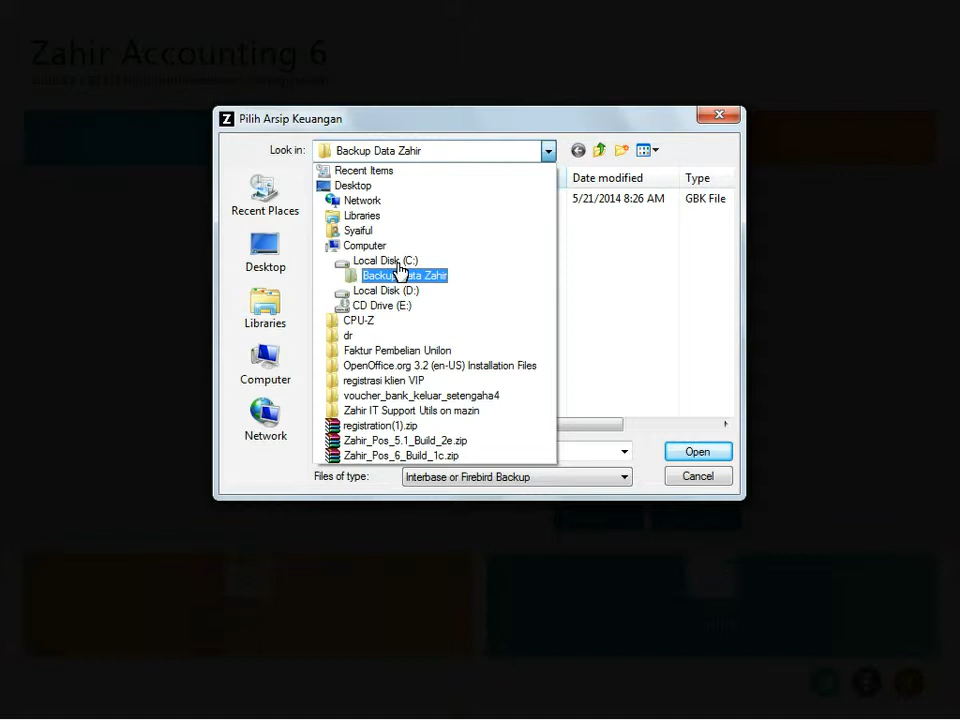 Zahir Accounting 6
Pilih Arsip Keuangan
Look in:
Backup Data Zahir
Recent Items
Desktop
Network
Libraries
Syaiful
Computer
Local Disk (C:)
Backup Data Zahir
Local Disk (D:)
CD Drive (E:)
CPU-Z
dr
Faktur Pembelian Unilon
OpenOffice.org 3.2 (en-US) Installation Files
registrasi klien VIP
voucher_bank_keluar_setengaha4
Zahir IT Support Utils on mazin
registration(1).zip
Zahir_Pos_5.1_Build_2e.zip
Zahir_Pos_6_Build_1c.zip
Date modified
Type
5/21/2014 8:26 AM
GBK File
Recent Places
Desktop
Libraries
Computer
Network
Open
Files of type:
Interbase or Firebird Backup
Cancel